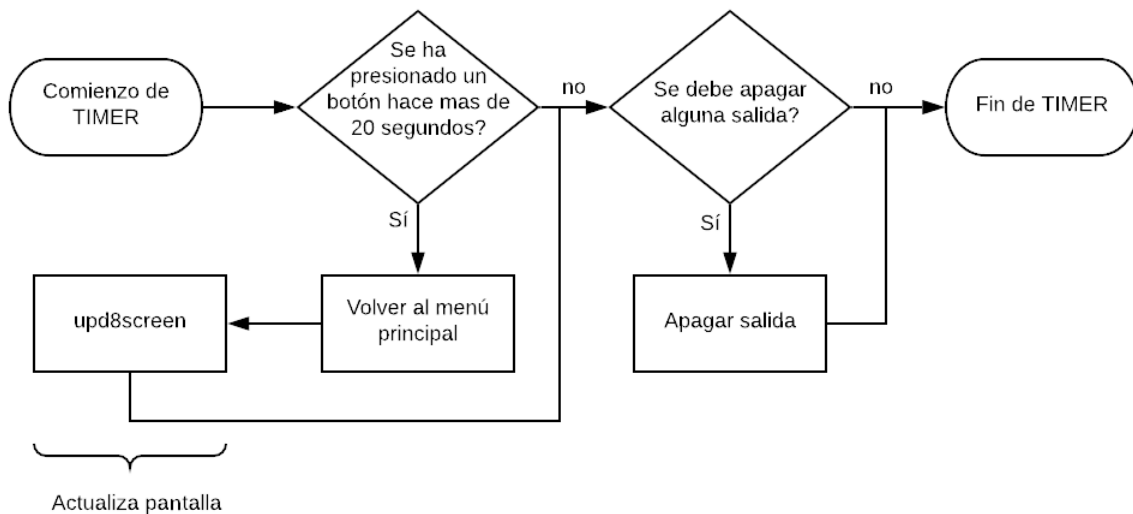 Comienzo de
TIMER
Se ha
presionado un
botón hace mas de
20 segundos?
no
Se debe apagar
alguna salida?
no
Fin de TIMER
Sí
Sí
upd8screen
Volver al menú
principal
Apagar salida
Actualiza pantalla